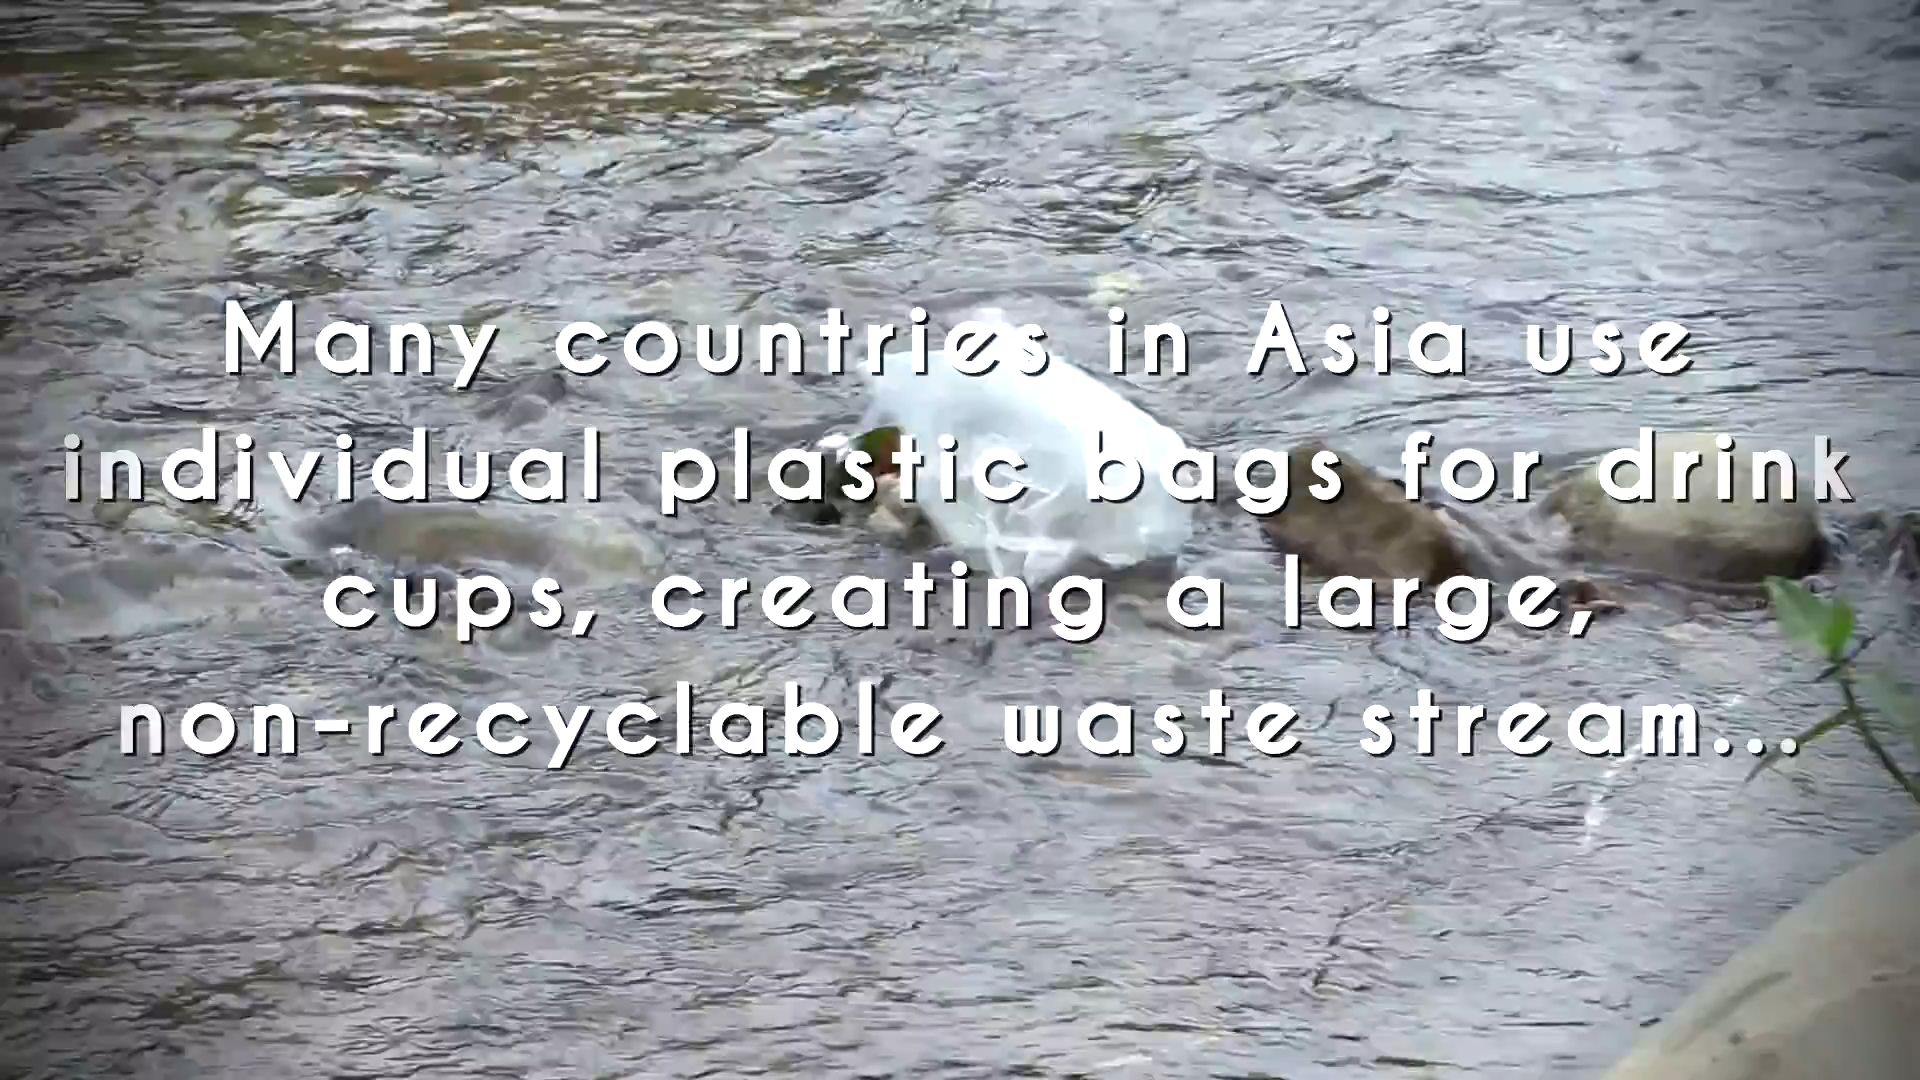 Many countries in Asia use
individual plastic bags for drink
cups, creating a large,
non-recyclable waste stream...